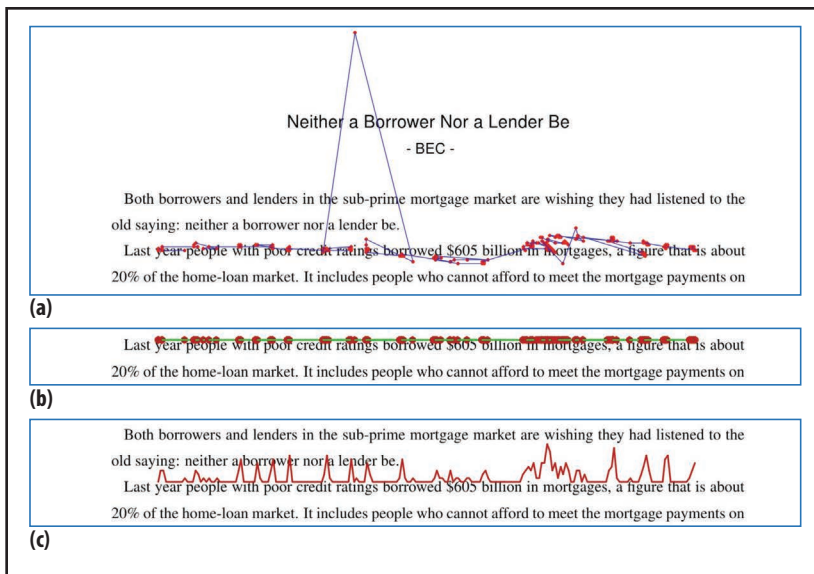 Neither a Borrower Nor a Lender Be
- BEC -
Both borrowers and lenders in the sub-prime mortgage market are wishing they had listened to the
old saying: neither a borrower nor a lender be.
Last year people with poor credit ratings borrowed $605 billion in mortgages, a figure that is about
20% of the home-loan market. It includes people who cannot afford to meet the mortgage payments on
(a)
Last year people with poor credit ratings borrowed $605 billion in mortgages, a figure that is about
20% of the home-loan market. It includes people who cannot afford to meet the mortgage payments on
(b)
Both borrowers and lenders in the sub-prime mortgage market are wishing they had listened to the
old saying: neither a borrower nor a lender be.
Last year people with poor credit ratings borrowed $605 billion in mortgages, a figure that is about
20% of the home-loan market. It includes people who cannot afford to meet the mortgage payments on
(c)